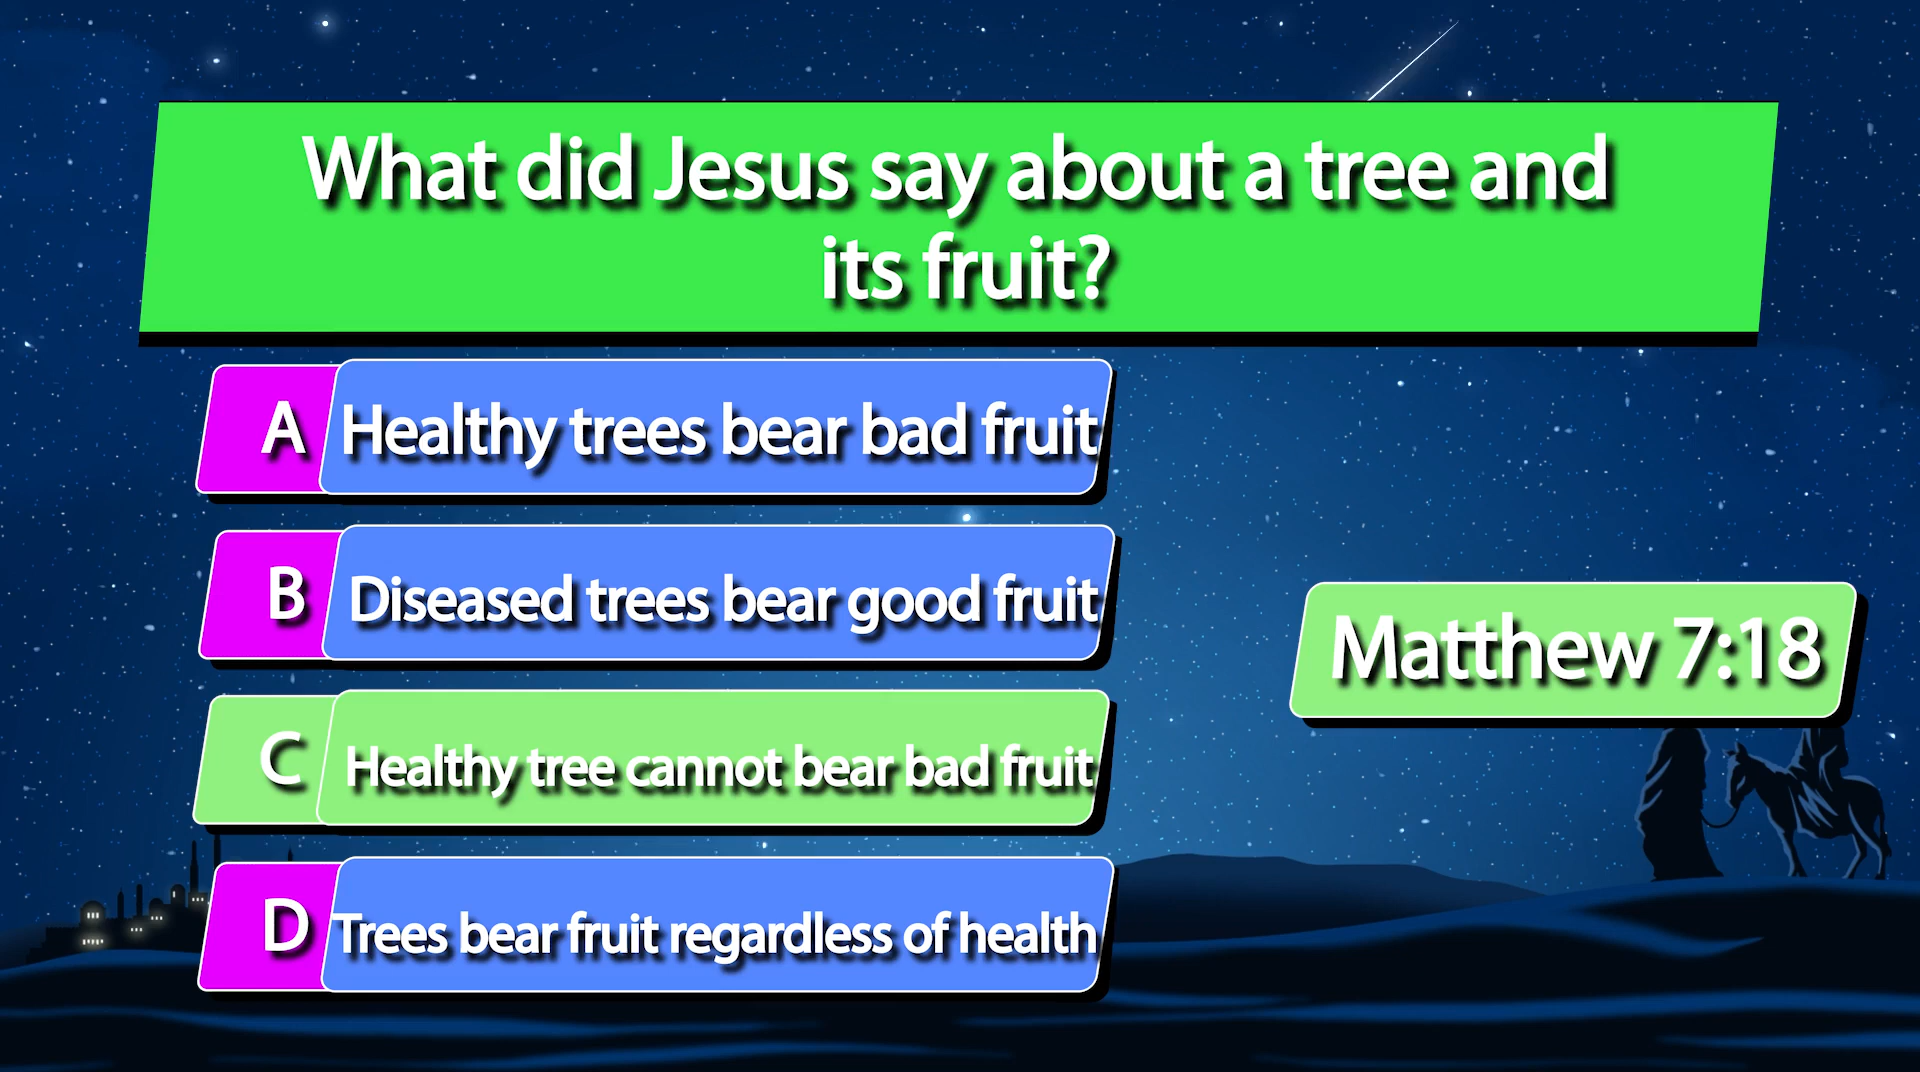 What did Jesus say about a tree and
its fruit?
A Healthy trees bear bad fruit
B Diseased trees bear good fruit
C Healthy tree cannot bear bad fruit
D Trees bear fruit regardless of health
Matthew 7:18